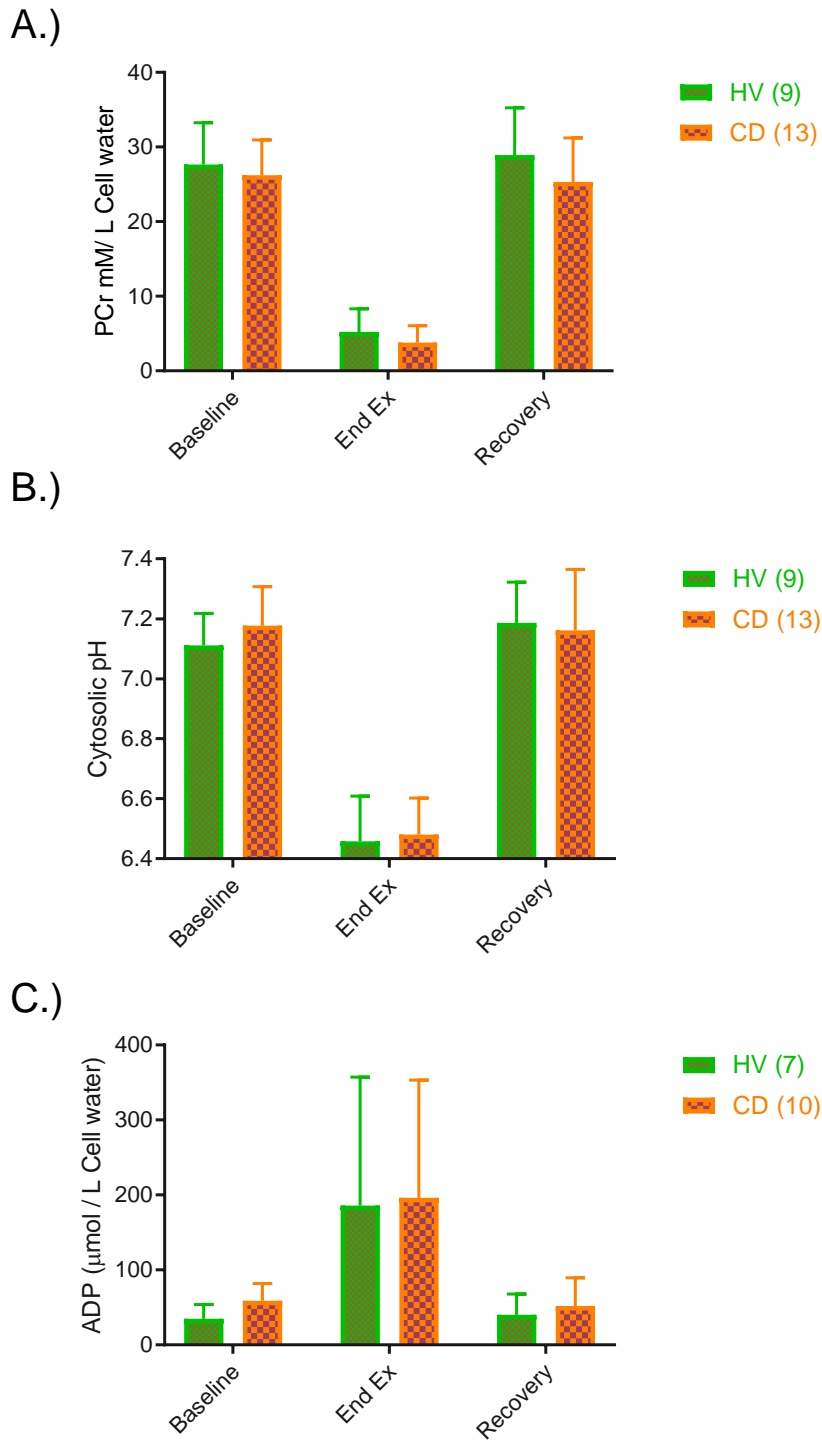 A.)
PCr mM/ L Cell water
40
30
20
10
0
Baseline
End Ex
Recovery
HV (9)
CD (13)
B.)
Cytosolic pH
7.4
7.2
7.0
6.8
6.6
6.4
Baseline
End Ex
Recovery
HV (9)
CD (13)
C.)
ADP (μmol / L Cell water)
400
300
200
100
0
Baseline
End Ex
Recovery
HV (7)
CD (10)